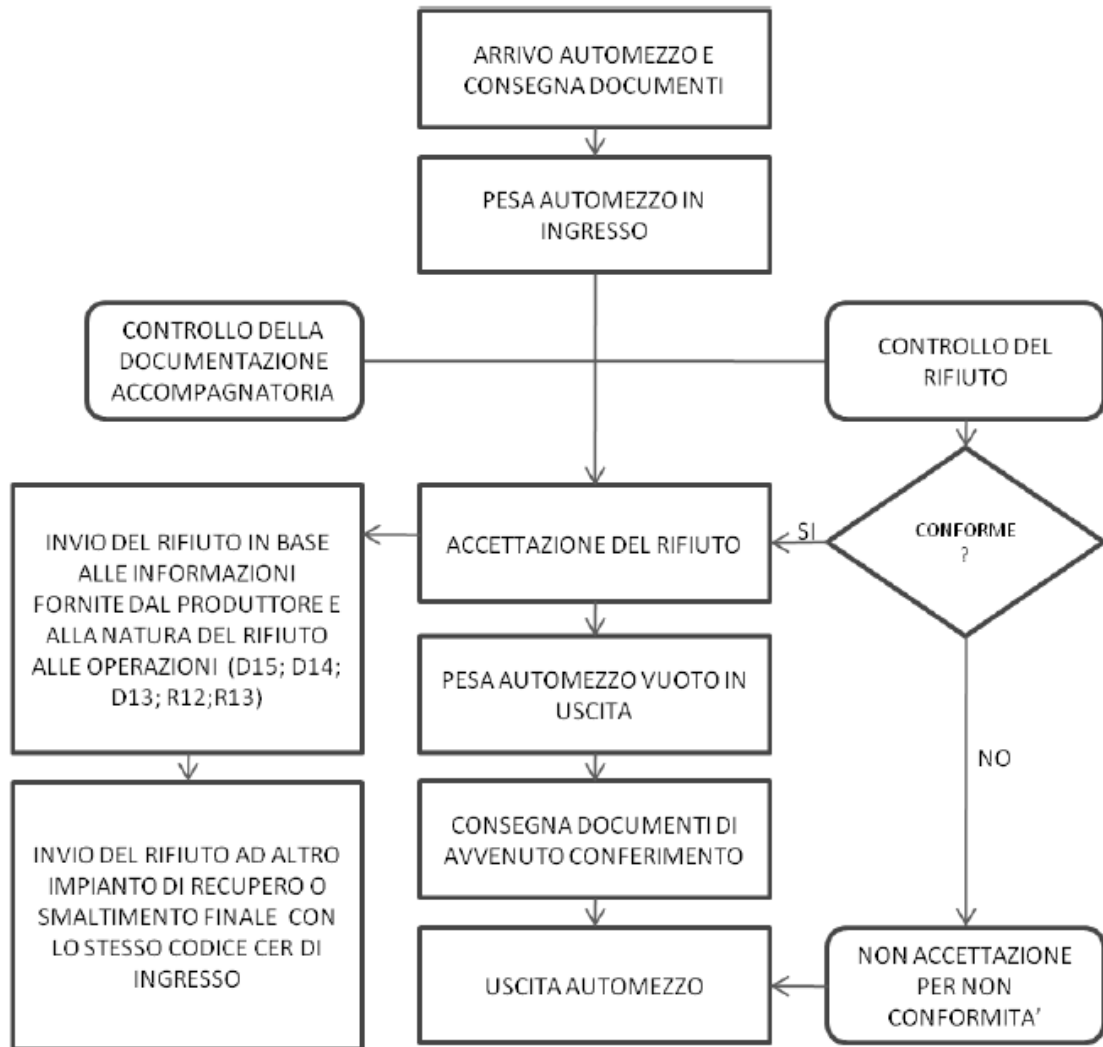 ARRIVO AUTOMEZZO E
CONSEGNA DOCUMENTI
PESA AUTOMEZZO IN
INGRESSO
CONTROLLO DELLA
DOCUMENTAZIONE
ACCOMPAGNATORIA
CONTROLLO DEL
RIFIUTO
INVIO DEL RIFIUTO IN BASE
ALLE INFORMAZIONI
FORNITE DAL PRODUTTORE E
ALLA NATURA DEL RIFIUTO
ALLE OPERAZIONI (D15; D14;
D13; R12;R13)
ACCETTAZIONE DEL RIFIUTO
SI
CONFORME
?
PESA AUTOMEZZO VUOTO IN
USCITA
NO
INVIO DEL RIFIUTO AD ALTRO
IMPIANTO DI RECUPERO O
SMALTIMENTO FINALE CON
LO STESSO CODICE CER DI
INGRESSO
CONSEGNA DOCUMENTI DI
AVVENUTO CONFERIMENTO
USCITA AUTOMEZZO
NON ACCETTAZIONE
PER NON
CONFORMITA’